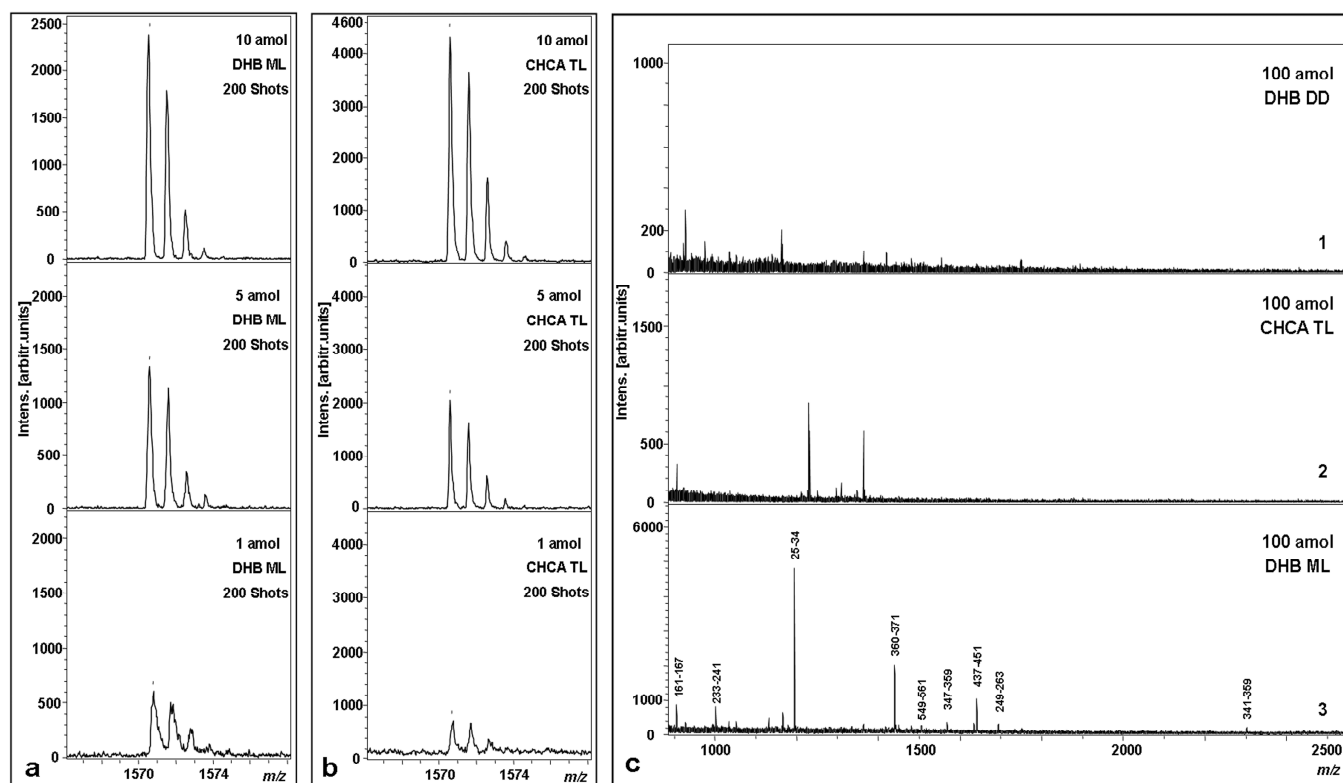 Intens. [arbitr.units]
2500
2000
1500
1000
500
0
10 amol
DHB ML
200 Shots
2000
1500
1000
500
0
5 amol
DHB ML
200 Shots
2000
1500
1000
500
0
1 amol
DHB ML
200 Shots
1570
1574
m/z
a
Intens. [arbitr.units]
4600
4000
3000
2000
1000
0
10 amol
CHCA TL
200 Shots
4000
3000
2000
1000
0
5 amol
CHCA TL
200 Shots
4000
3000
2000
1000
0
1 amol
CHCA TL
200 Shots
1570
1574
m/z
b
Intens. [arbitr.units]
1000
200
0
100 amol
DHB DD
1
1500
500
0
100 amol
CHCA TL
2
6000
1000
0
100 amol
DHB ML
161-167
233-241
25-34
360-371
549-561
347-359
437-451
249-263
341-359
3
1000
1500
2000
2500
m/z
c